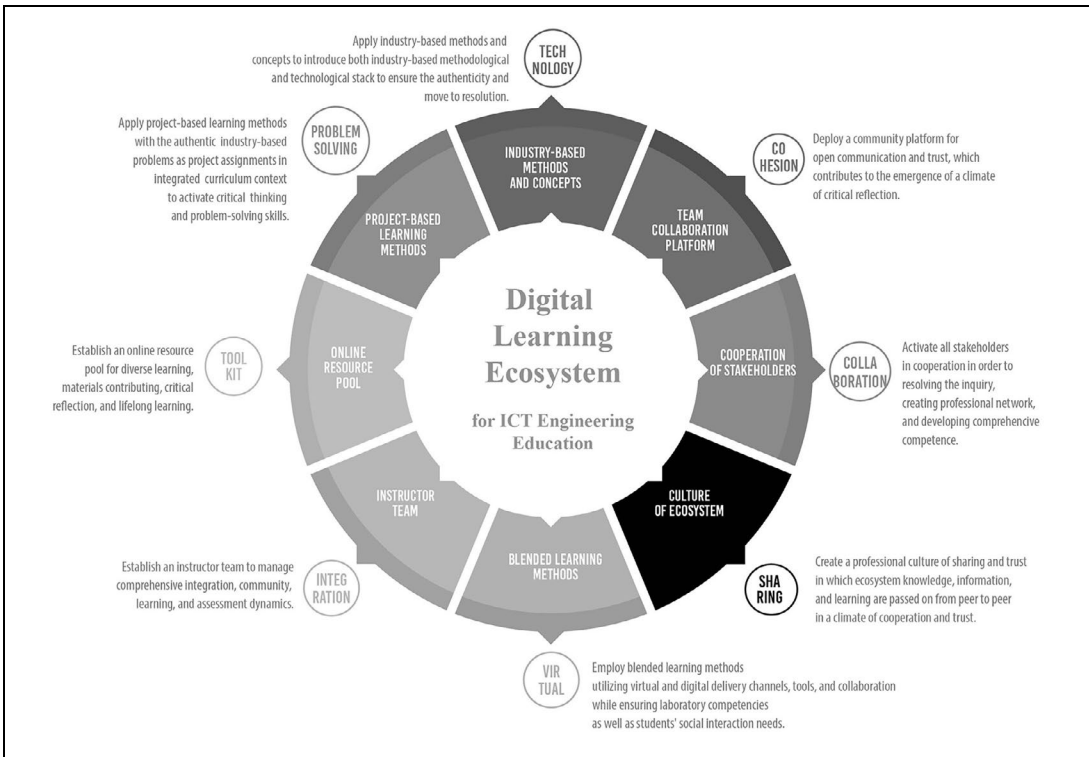 TECH
NOLOGY
Apply industry-based methods and
concepts to introduce both industry-based methodological
and technological stack to ensure the authenticity and
move to resolution.
INDUSTRY-BASED
METHODS
AND CONCEPTS
CO
HESION
Deploy a community platform for
open communication and trust, which
contributes to the emergence of a climate
of critical reflection.
TEAM
COLLABORATION
PLATFORM
COLLA
BORATION
Activate all stakeholders
in cooperation in order to
resolving the inquiry,
creating professional network,
and developing comprehensive
competence.
COOPERATION
OF STAKEHOLDERS
SHA
RING
Create a professional culture of sharing and trust
in which ecosystem knowledge, information,
and learning are passed on from peer to peer
in a climate of cooperation and trust.
CULTURE
OF ECOSYSTEM
VIR
TUAL
Employ blended learning methods
utilizing virtual and digital delivery channels, tools, and collaboration
while ensuring laboratory competencies
as well as students' social interaction needs.
BLENDED LEARNING
METHODS
INTEG
RATION
Establish an instructor team to manage
comprehensive integration, community,
learning, and assessment dynamics.
INSTRUCTOR
TEAM
TOOL
KIT
Establish an online resource
pool for diverse learning,
materials contributing, critical
reflection, and lifelong learning.
ONLINE
RESOURCE
POOL
PROBLEM
SOLVING
Apply project-based learning methods
with the authentic industry-based
problems as project assignments in
integrated curriculum context
to activate critical thinking
and problem-solving skills.
PROJECT-BASED
LEARNING
METHODS
Digital
Learning
Ecosystem
for ICT Engineering
Education